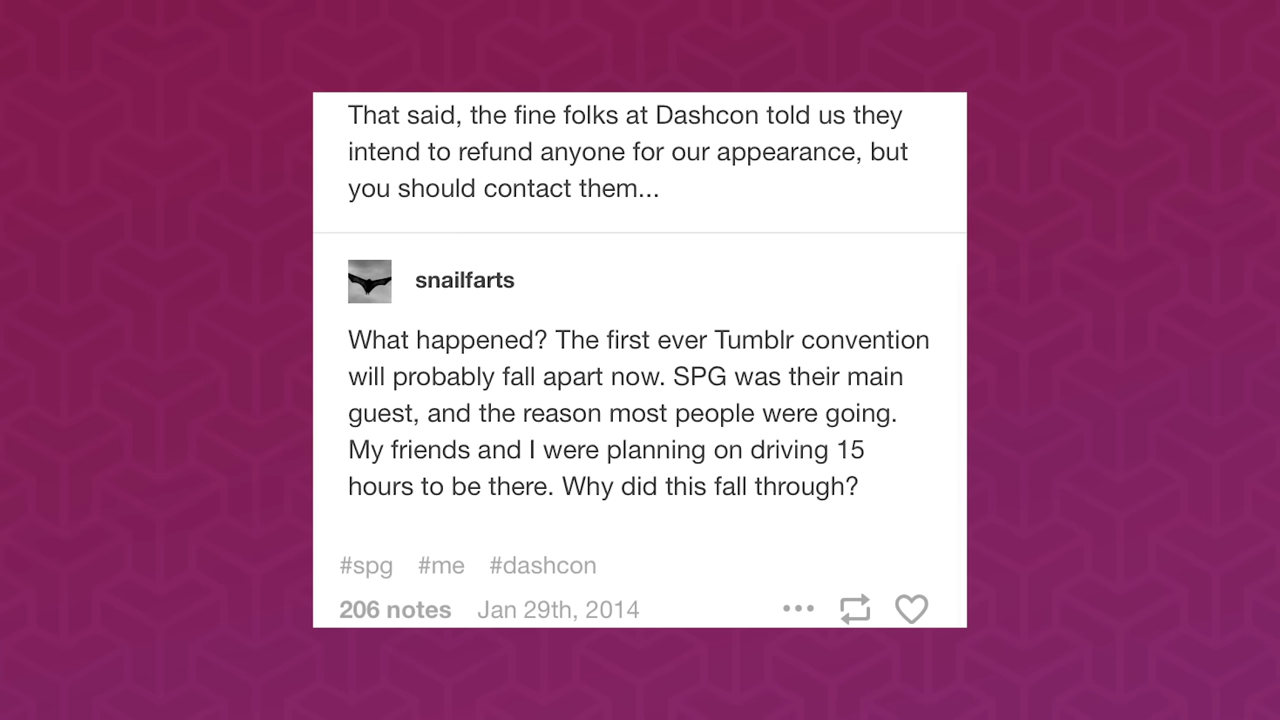 That said, the fine folks at Dashcon told us they
intend to refund anyone for our appearance, but
you should contact them...
snailfarts
What happened? The first ever Tumblr convention
will probably fall apart now. SPG was their main
guest, and the reason most people were going.
My friends and I were planning on driving 15
hours to be there. Why did this fall through?
#spg #me #dashcon
206 notes Jan 29th, 2014